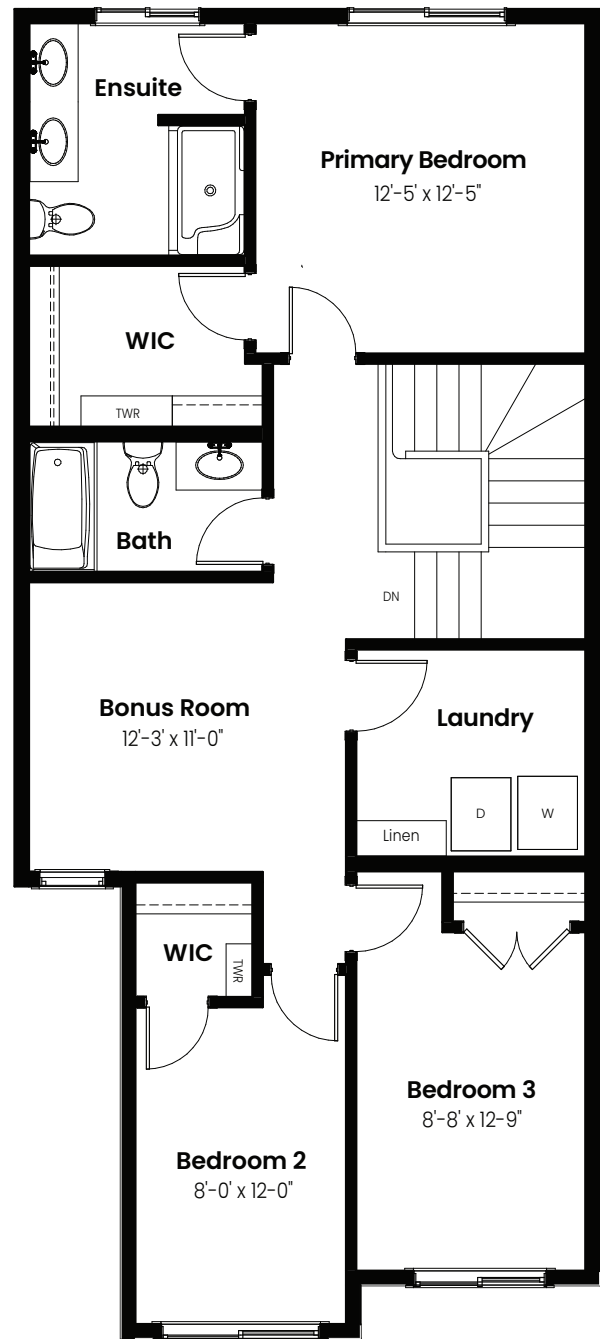 Ensuite
Primary Bedroom
12'-5' x 12'-5"
WIC
TWR
Bath
DN
Bonus Room
12'-3' x 11'-0"
Laundry
D
W
Linen
WIC
TWR
Bedroom 3
8'-8' x 12-9"
Bedroom 2
8'-0' x 12-0"